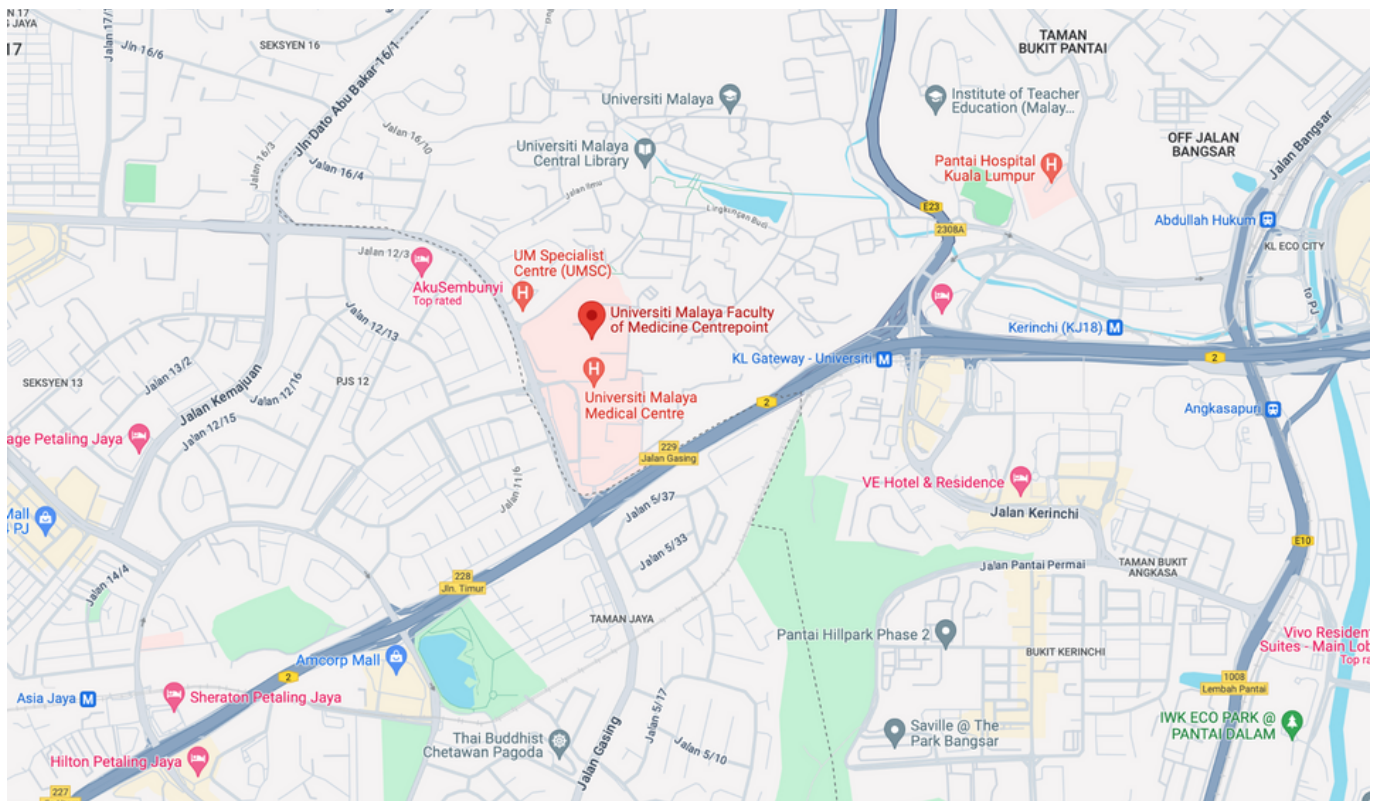 N 17
S JAYA
17
Jalan 17/1
Jln 16/6
SEKSYEN 16
Jln Dato Abu Bakar 16/1
Jalan 16/3
Jalan 16/10
Jalan 16/4
Universiti Malaya
Universiti Malaya
Central Library
Jalan Ilmu
Lingkungan Budi
Institute of Teacher
Education (Malay...
TAMAN
BUKIT PANTAI
OFF JALAN
BANGSAR
Jalan Bangsar
Pantai Hospital
Kuala Lumpur
H
E23
2308A
Abdullah Hukum
KL ECO CITY
to PJ
Jalan 12/3
AkuSembunyi
Top rated
UM Specialist
Centre (UMSC)
H
Universiti Malaya Faculty
of Medicine Centrepoint
H
Universiti Malaya
Medical Centre
Kerinchi (KJ18) M
KL Gateway - Universiti M
2
2
Angkasapuri
SEKSYEN 13
Jalan 13/2
Jalan Kemajuan
Jalan 12/16
Jalan 12/15
Jalan 12/13
PJS 12
age Petaling Jaya
Mall
PJ
Jalan 11/6
229
Jalan Gasing
Jalan 5/37
Jalan 5/33
VE Hotel & Residence
Jalan Kerinchi
E10
Jalan 14/4
228
Jln. Timur
TAMAN JAYA
Jalan Pantai Permai
TAMAN BUKIT
ANGKASA
Pantai Hillpark Phase 2
BUKIT KERINCHI
Vivo Resident
Suites - Main Lob
Top ra
Amcorp Mall
2
Asia Jaya M
Sheraton Petaling Jaya
1008
Lembah Pantai
IWK ECO PARK @
PANTAI DALAM
Saville @ The
Park Bangsar
Thai Buddhist
Chetawan Pagoda
Jalan Gasing
Jalan 5/17
Jalan 5/10
Hilton Petaling Jaya
227